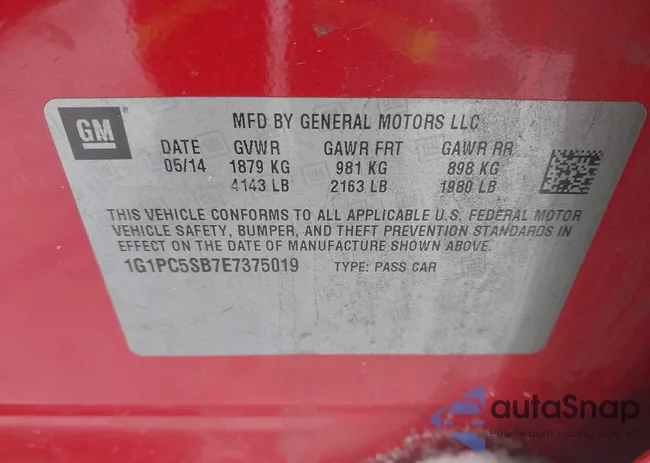 GM
MFD BY GENERAL MOTORS LLC
DATE GVWR GAWR FRT GAWR RR
05/14 1879 KG 981 KG 898 KG
4143 LB 2163 LB 1980 LB
THIS VEHICLE CONFORMS TO ALL APPLICABLE U.S. FEDERAL MOTOR
VEHICLE SAFETY, BUMPER, AND THEFT PREVENTION STANDARDS IN
EFFECT ON THE DATE OF MANUFACTURE SHOWN ABOVE.
1G1PC5SB7E7375019 TYPE: PASS CAR
autaSnap